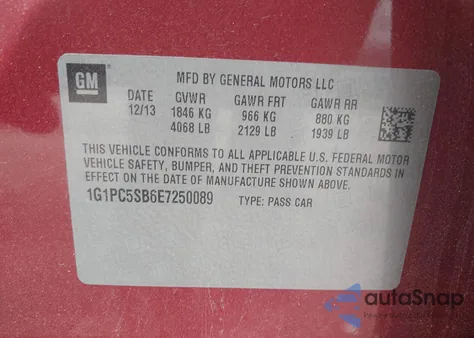 GM
MFD BY GENERAL MOTORS LLC
DATE GVWR GAWR FRT GAWR RR
12/13 1846 KG 966 KG 880 KG
4068 LB 2129 LB 1939 LB
THIS VEHICLE CONFORMS TO ALL APPLICABLE U.S. FEDERAL MOTOR
VEHICLE SAFETY, BUMPER, AND THEFT PREVENTION STANDARDS IN
EFFECT ON THE DATE OF MANUFACTURE SHOWN ABOVE.
1G1PC5SB6E7250089 TYPE: PASS CAR
autoSnap